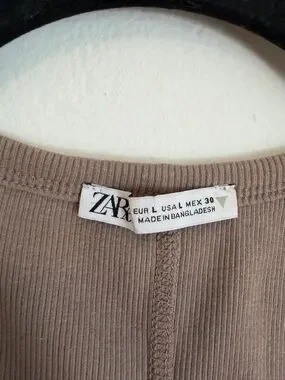 ZARA
EUR L USA L MEX 30
MADE IN BANGLADESH